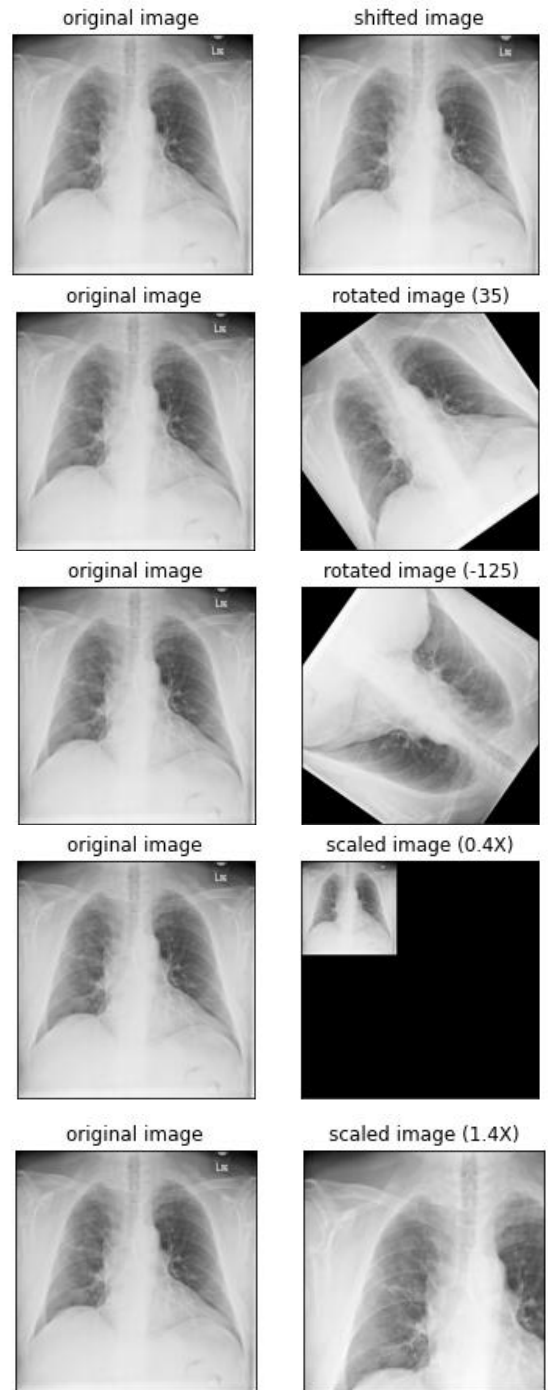 original image
shifted image
original image
rotated image (35)
original image
rotated image (-125)
original image
scaled image (0.4X)
original image
scaled image (1.4X)